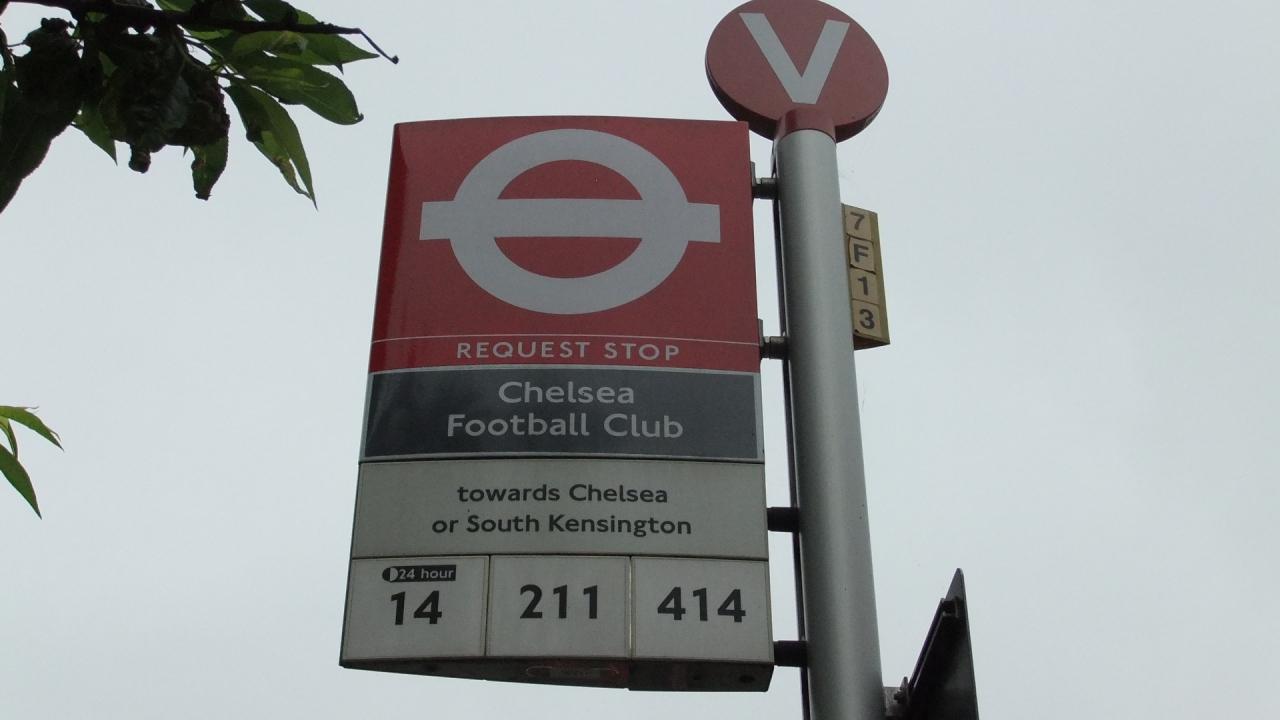 V
7
F
1
3
REQUEST STOP
Chelsea
Football Club
towards Chelsea
or South Kensington
24 hour
14 211 414